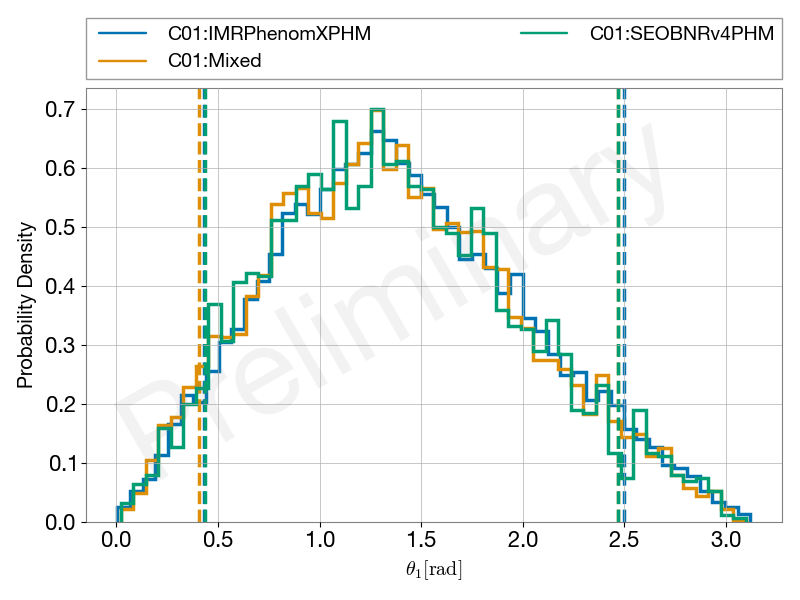 C01:IMRPhenomXPHM
C01:Mixed
C01:SEOBNRv4PHM
Preliminary
Probability Density
0.7
0.6
0.5
0.4
0.3
0.2
0.1
0.0
0.0 0.5 1.0 1.5 2.0 2.5 3.0
θ₁[rad]